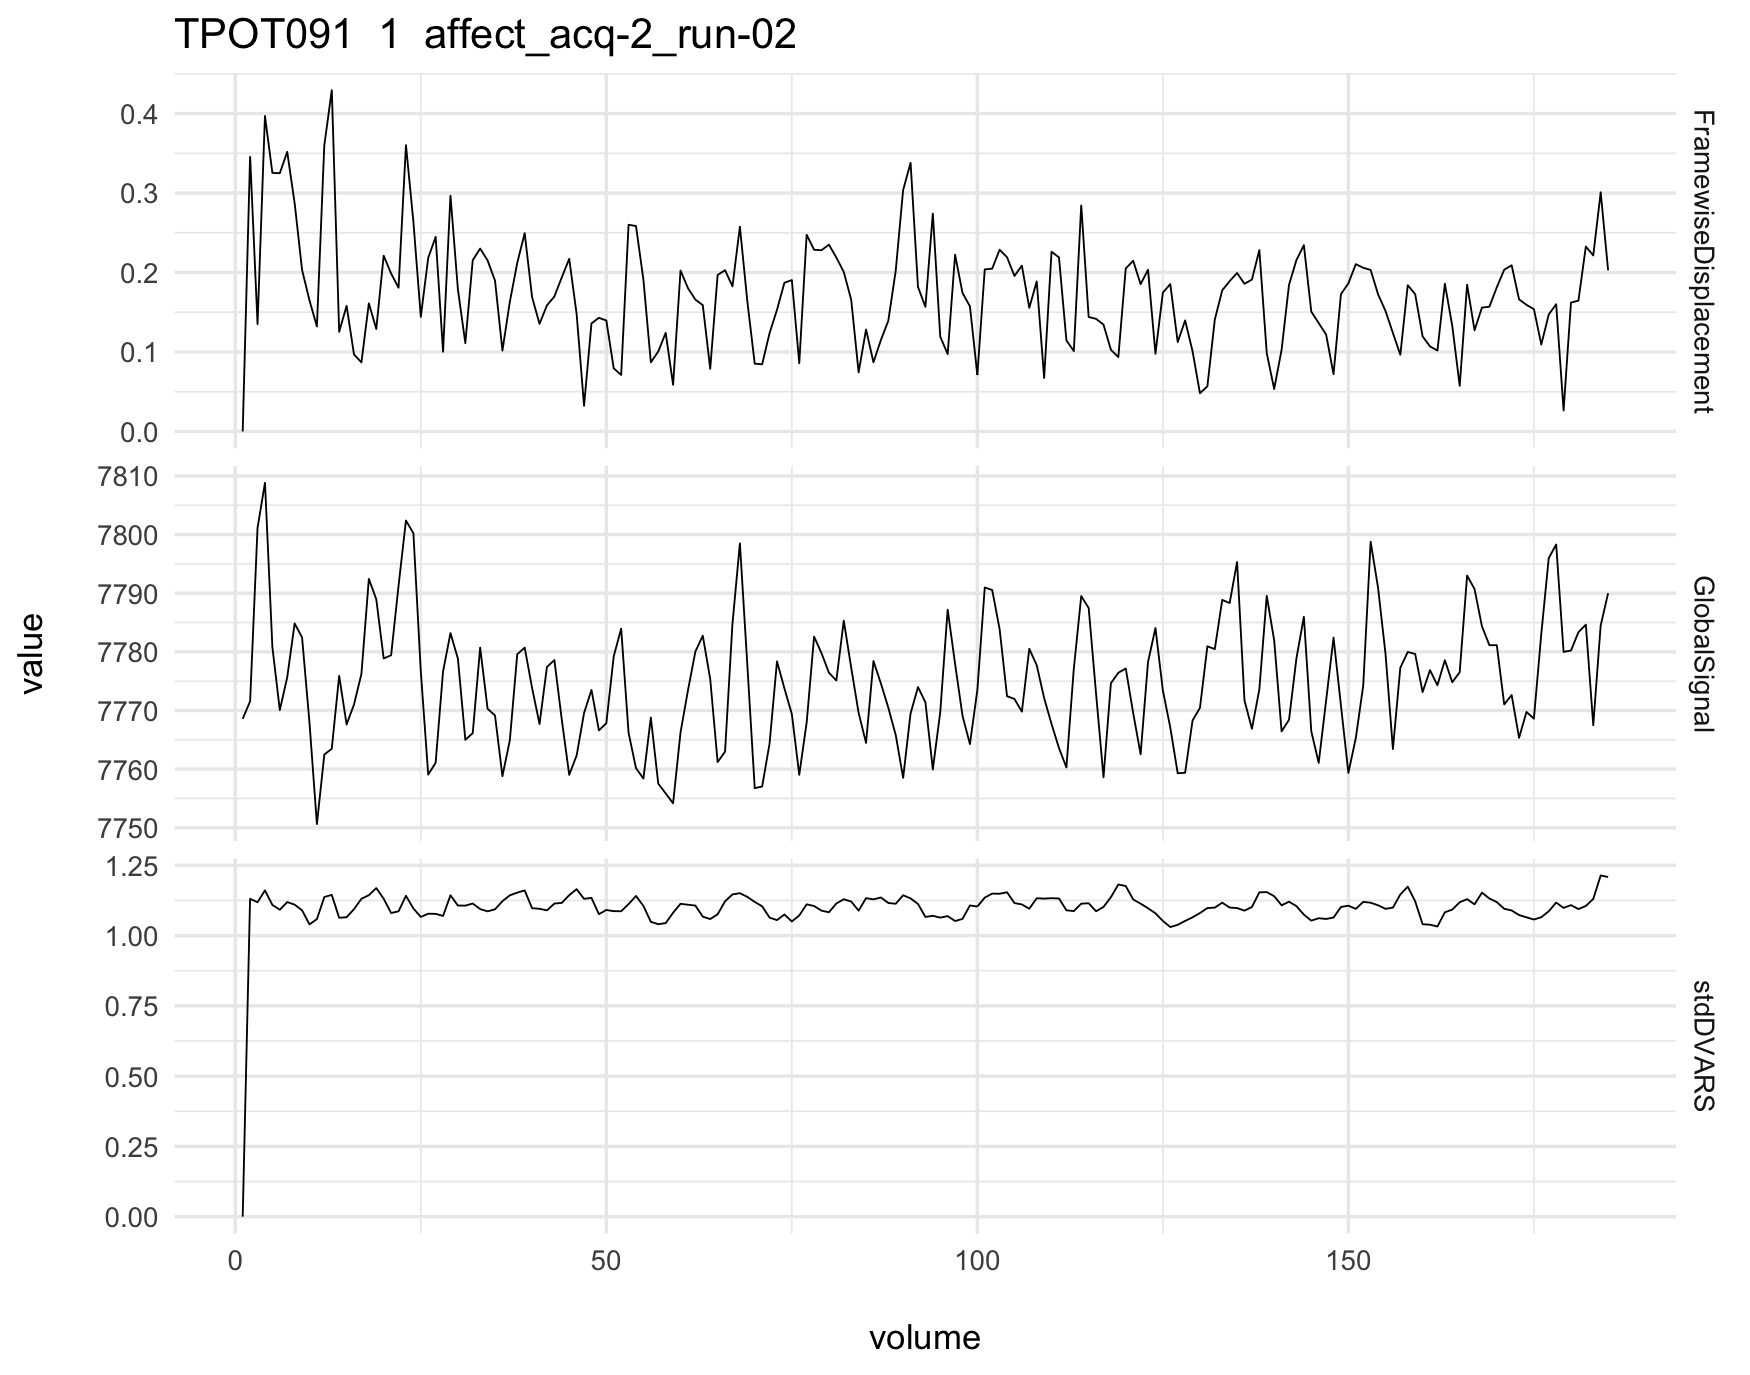 TPOT091  1  affect_acq-2_run-02
value
0.4
0.3
0.2
0.1
0.0
FramewiseDisplacement
7810
7800
7790
7780
7770
7760
7750
GlobalSignal
1.25
1.00
0.75
0.50
0.25
0.00
stdDVARS
0 50 100 150
volume